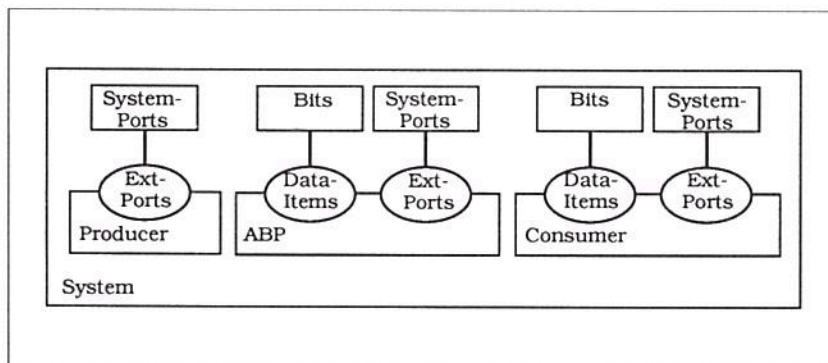 System-
Ports
Bits
System-
Ports
Bits
System-
Ports
Ext-
Ports
Data-
Items
Ext-
Ports
Data-
Items
Ext-
Ports
Producer
ABP
Consumer
System